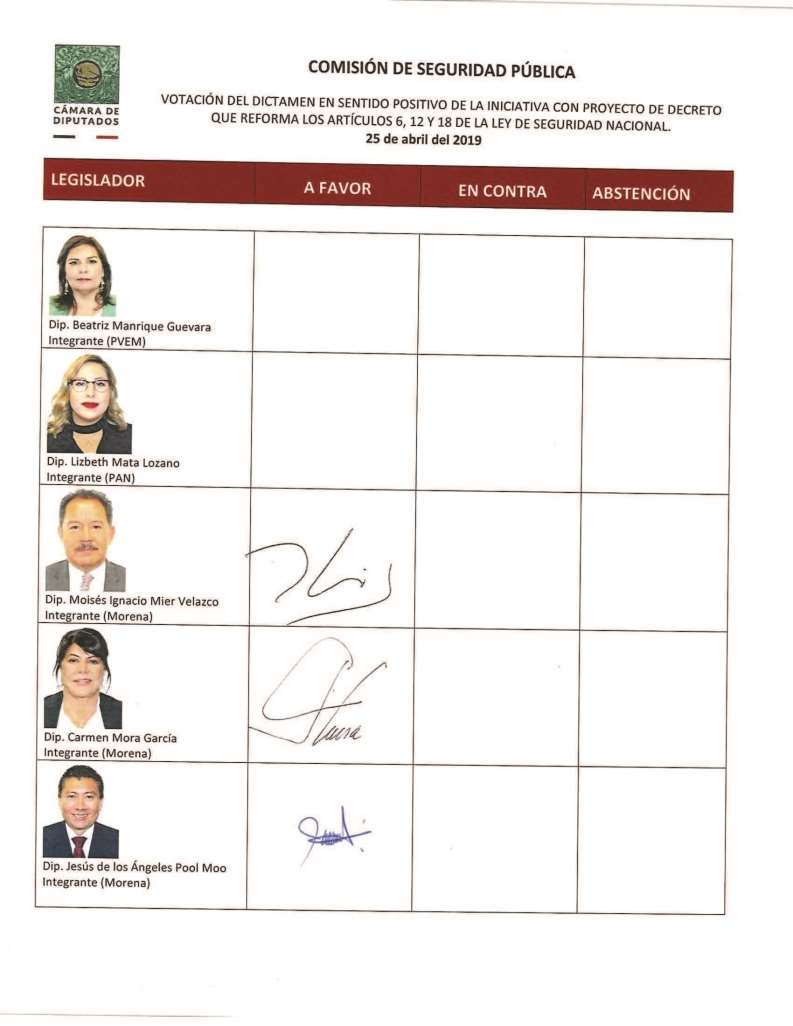 CÁMARA DE
DIPUTADOS
COMISIÓN DE SEGURIDAD PÚBLICA
VOTACIÓN DEL DICTAMEN EN SENTIDO POSITIVO DE LA INICIATIVA CON PROYECTO DE DECRETO
QUE REFORMA LOS ARTÍCULOS 6, 12 Y 18 DE LA LEY DE SEGURIDAD NACIONAL.
25 de abril del 2019
LEGISLADOR
A FAVOR
EN CONTRA
ABSTENCIÓN
Dip. Beatriz Manrique Guevara
Integrante (PVEM)
Dip. Lizbeth Mata Lozano
Integrante (PAN)
Dip. Moisés Ignacio Mier Velazco
Integrante (Morena)
Dip. Carmen Mora García
Integrante (Morena)
Dip. Jesús de los Ángeles Pool Moo
Integrante (Morena)